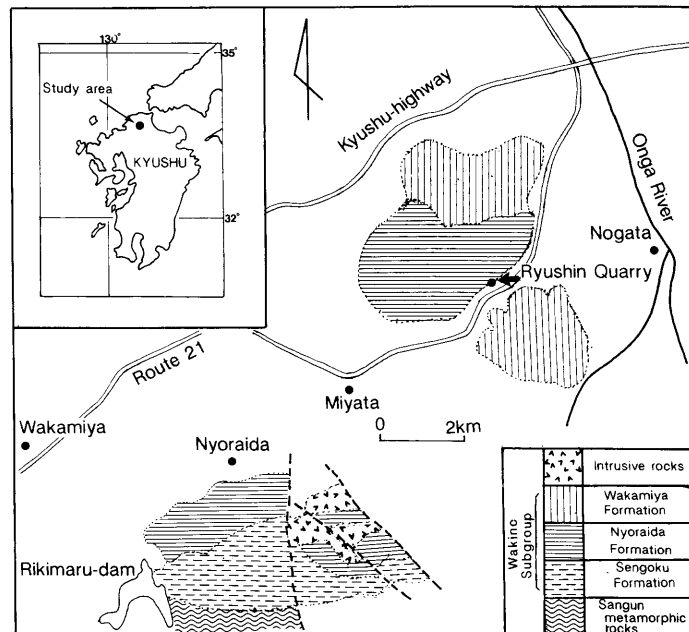 130°
35°
Study area
KYUSHU
32°
Kyushu-highway
Onga River
Nogata
Ryushin Quarry
Route 21
Miyata
0 2km
Wakamiya
Nyoraida
Rikimaru-dam
Wakino Subgroup
Intrusive rocks
Wakamiya
Formation
Nyoraida
Formation
Sengoku
Formation
Sangun
metamorphic
rocks